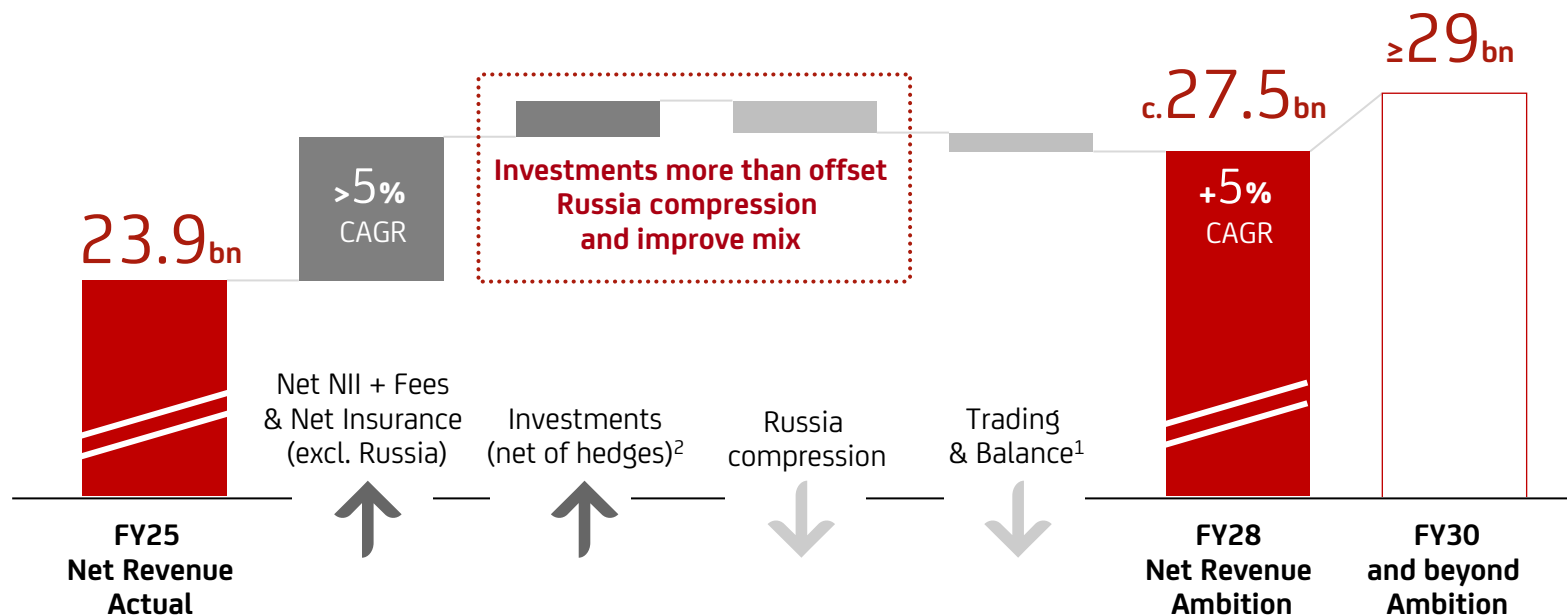 ≥29bn
c.27.5bn
Investments more than offset
Russia compression
and improve mix
>5%
CAGR
+5%
CAGR
23.9bn
Net NII + Fees
& Net Insurance
(excl. Russia)
Investments
(net of hedges)²
Russia
compression
Trading
& Balance¹
FY25
Net Revenue
Actual
FY28
Net Revenue
Ambition
FY30
and beyond
Ambition